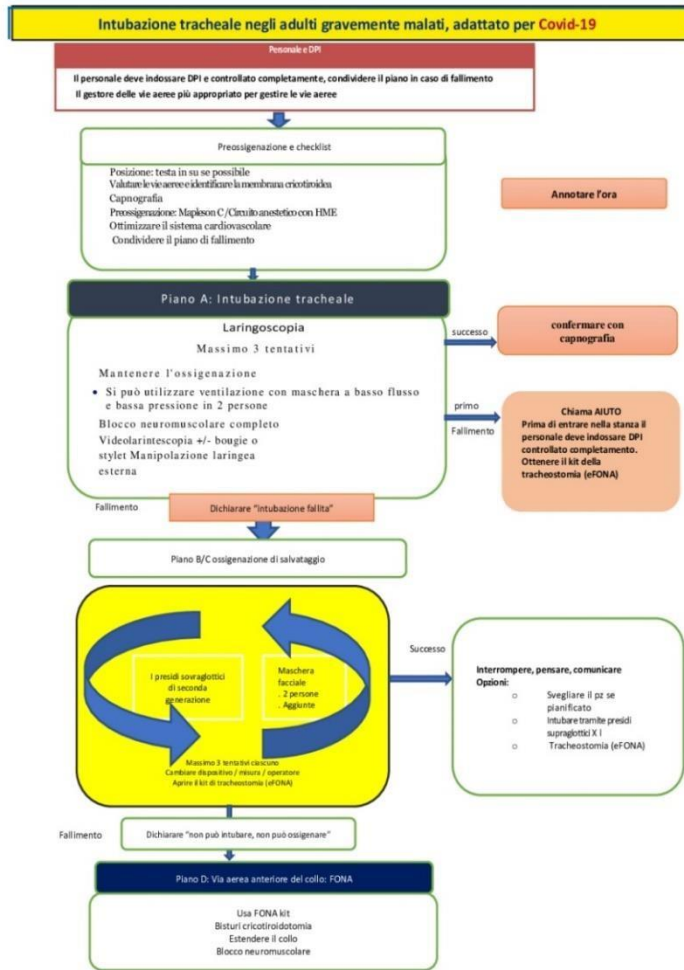 Intubazione tracheale negli adulti gravemente malati, adattato per Covid-19
Personale e DPI
Il personale deve indossare DPI e controllato completamente, condividere il piano in caso di fallimento
Il gestore delle vie aeree più appropriato per gestire le vie aeree
Preossigenazione e checklist
Posizione: testa in su se possibile
Valutare le vie aeree e identificare la membrana cricotiroidea
Capnografia
Preossigenazione: Mapleson C / Circuito anestetico con HME
Ottimizzare il sistema cardiovascolare
Condividere il piano di fallimento
Annotare l'ora
Piano A: Intubazione tracheale
Laringoscopia
Massimo 3 tentativi
Mantenere l'ossigenazione
• Si può utilizzare ventilazione con maschera a basso flusso
e bassa pressione in 2 persone
Blocco neuromuscolare completo
Videolarintescopia +/- bougie o
stylet Manipolazione laringea
esterna
successo
confermare con
capnografia
primo
Fallimento
Chiama AIUTO
Prima di entrare nella stanza il
personale deve indossare DPI
controllato completamente.
Ottenere il kit della
tracheostomia (eFONA)
Fallimento
Dichiarare "intubazione fallita"
Piano B/C ossigenazione di salvataggio
I presidi sovraglottici
di seconda
generazione
Maschera
facciale
. 2 persone
. Aggiunte
Massimo 3 tentativi ciascuno
Cambiare dispositivo / misura / operatore
Aprire il kit di tracheostomia (eFONA)
Successo
Interrompere, pensare, comunicare
Opzioni:
o Svegliare il pz se
pianificato
o Intubare tramite presidi
supraglottici X I
o Tracheostomia (eFONA)
Fallimento
Dichiarare "non può intubare, non può ossigenare"
Piano D: Via aerea anteriore del collo: FONA
Usa FONA kit
Bisturi cricotiroidotomia
Estendere il collo
Blocco neuromuscolare